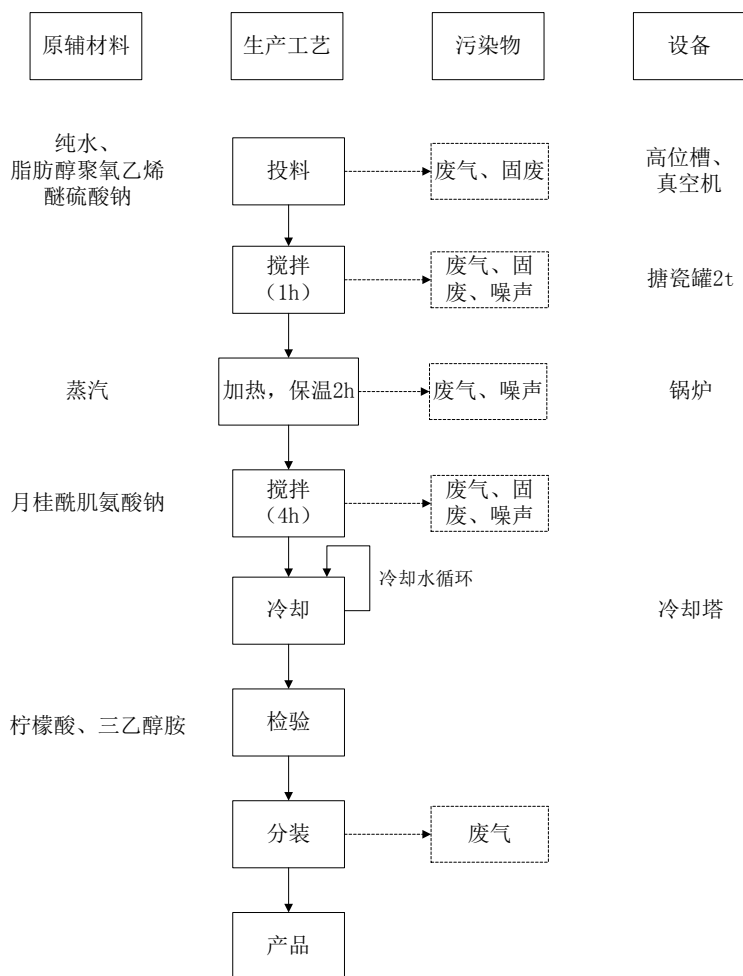 原辅材料
生产工艺
污染物
设备
纯水、
脂肪醇聚氧乙烯
醚硫酸钠
投料
废气、固废
高位槽、
真空机
搅拌
（1h）
废气、固
废、噪声
搪瓷罐2t
蒸汽
加热，保温2h
废气、噪声
锅炉
月桂酰肌氨酸钠
搅拌
（4h）
废气、固
废、噪声
冷却水循环
冷却
冷却塔
柠檬酸、三乙醇胺
检验
分装
废气
产品